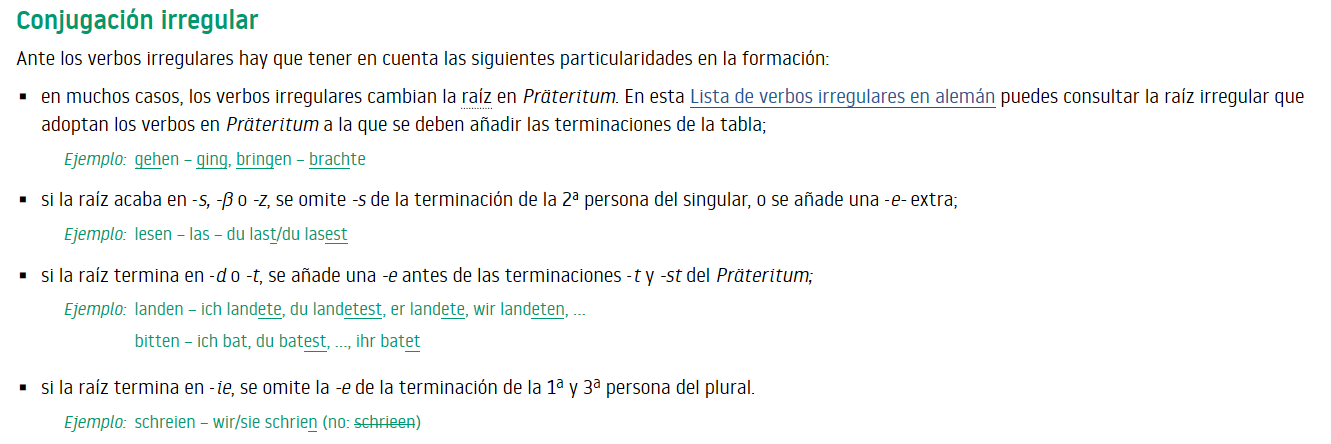 Conjugación irregular
Ante los verbos irregulares hay que tener en cuenta las siguientes particularidades en la formación:
▪ en muchos casos, los verbos irregulares cambian la raíz en Präteritum. En esta Lista de verbos irregulares en alemán puedes consultar la raíz irregular que
adoptan los verbos en Präteritum a la que se deben añadir las terminaciones de la tabla;
Ejemplo: gehen – ging, bringen – brachte
▪ si la raíz acaba en -s, -β o -z, se omite -s de la terminación de la 2ª persona del singular, o se añade una -e- extra;
Ejemplo: lesen – las – du last/du lasest
▪ si la raíz termina en -d o -t, se añade una -e antes de las terminaciones -t y -st del Präteritum;
Ejemplo: landen – ich landete, du landetest, er landete, wir landeten, …
bitten – ich bat, du batest, …, ihr batet
▪ si la raíz termina en -ie, se omite la -e de la terminación de la 1ª y 3ª persona del plural.
Ejemplo: schreien – wir/sie schrien (no: schrieen)